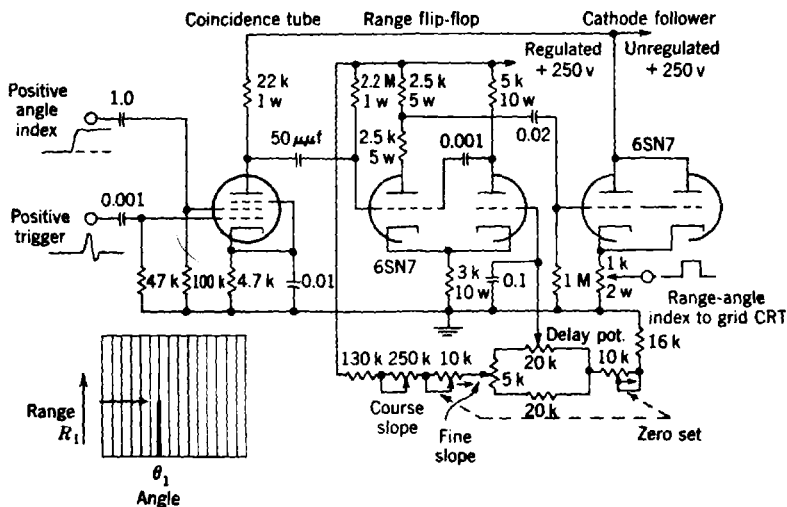 Coincidence tube
Range flip-flop
Cathode follower
Regulated
+ 250 v
Unregulated
+ 250 v
22 k
1 w
2.2 M
1 w
2.5 k
5 w
5 k
10 w
Positive
angle
index
1.0
50 μμf
2.5 k
5 w
0.001
0.02
6SN7
Positive
trigger
0.001
47 k
100 k
4.7 k
0.01
6SN7
3 k
10 w
0.1
1 M
1 k
2 w
Range-angle
index to grid CRT
Delay pot.
130 k
250 k
10 k
5 k
20 k
20 k
10 k
16 k
Course
slope
Fine
slope
Zero set
Range
R1
θ1
Angle